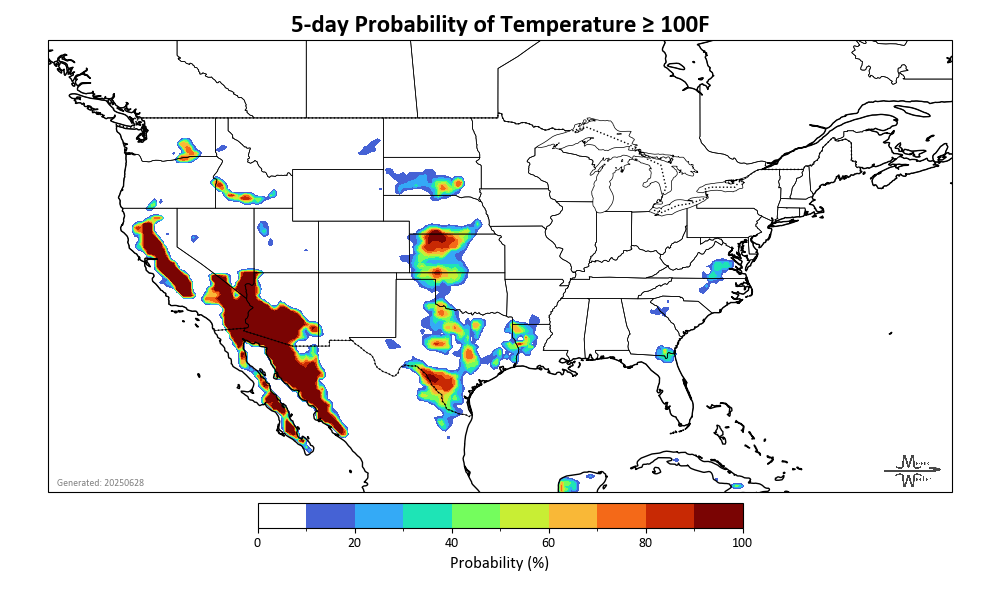 5-day Probability of Temperature ≥ 100F
Generated: 20250628
0 20 40 60 80 100
Probability (%)